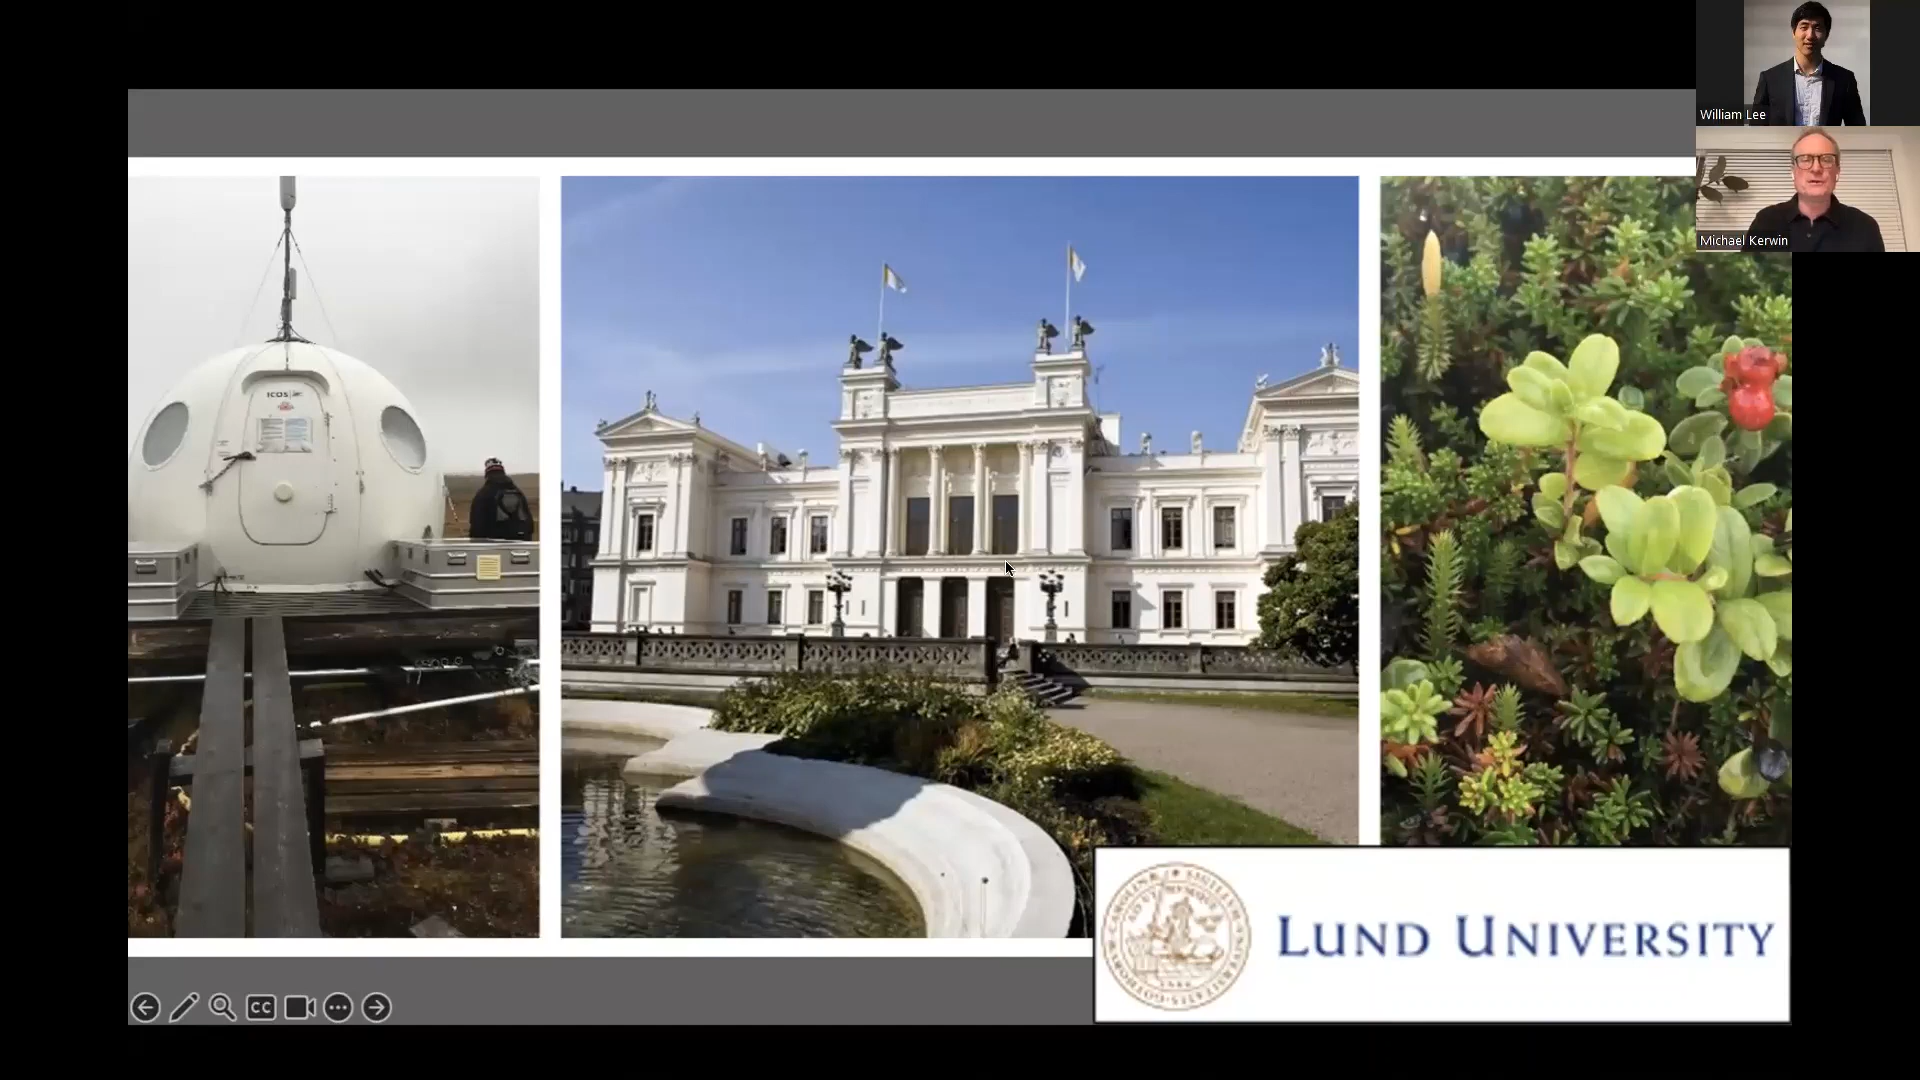 William Lee
Michael Kerwin
ICOS
LUND UNIVERSITY
CC